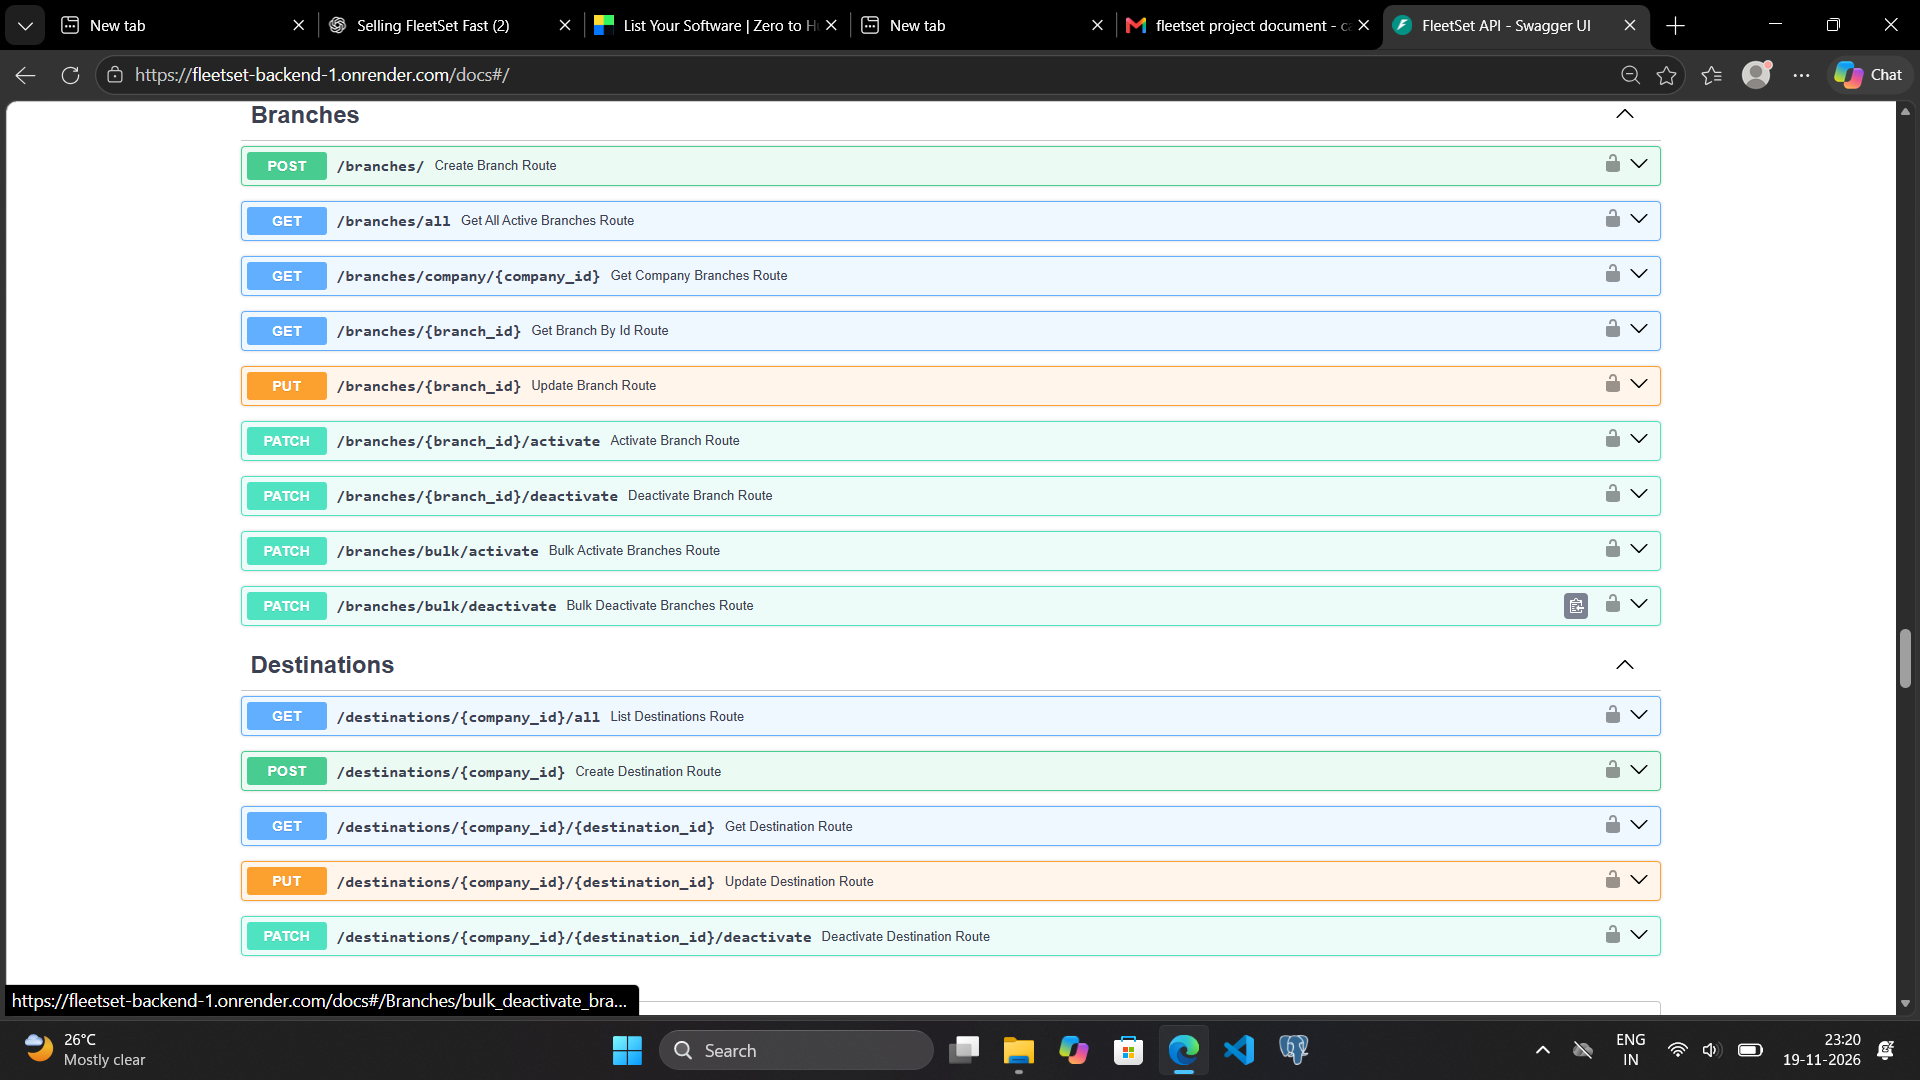 New tab
Selling FleetSet Fast (2)
List Your Software | Zero to H
New tab
fleetset project document - ca
FleetSet API - Swagger UI
https://fleetset-backend-1.onrender.com/docs#/
Chat
Branches
POST /branches/ Create Branch Route
GET /branches/all Get All Active Branches Route
GET /branches/company/{company_id} Get Company Branches Route
GET /branches/{branch_id} Get Branch By Id Route
PUT /branches/{branch_id} Update Branch Route
PATCH /branches/{branch_id}/activate Activate Branch Route
PATCH /branches/{branch_id}/deactivate Deactivate Branch Route
PATCH /branches/bulk/activate Bulk Activate Branches Route
PATCH /branches/bulk/deactivate Bulk Deactivate Branches Route
Destinations
GET /destinations/{company_id}/all List Destinations Route
POST /destinations/{company_id} Create Destination Route
GET /destinations/{company_id}/{destination_id} Get Destination Route
PUT /destinations/{company_id}/{destination_id} Update Destination Route
PATCH /destinations/{company_id}/{destination_id}/deactivate Deactivate Destination Route
https://fleetset-backend-1.onrender.com/docs#/Branches/bulk_deactivate_bra...
26°C
Mostly clear
Search
ENG
IN
23:20
19-11-2026